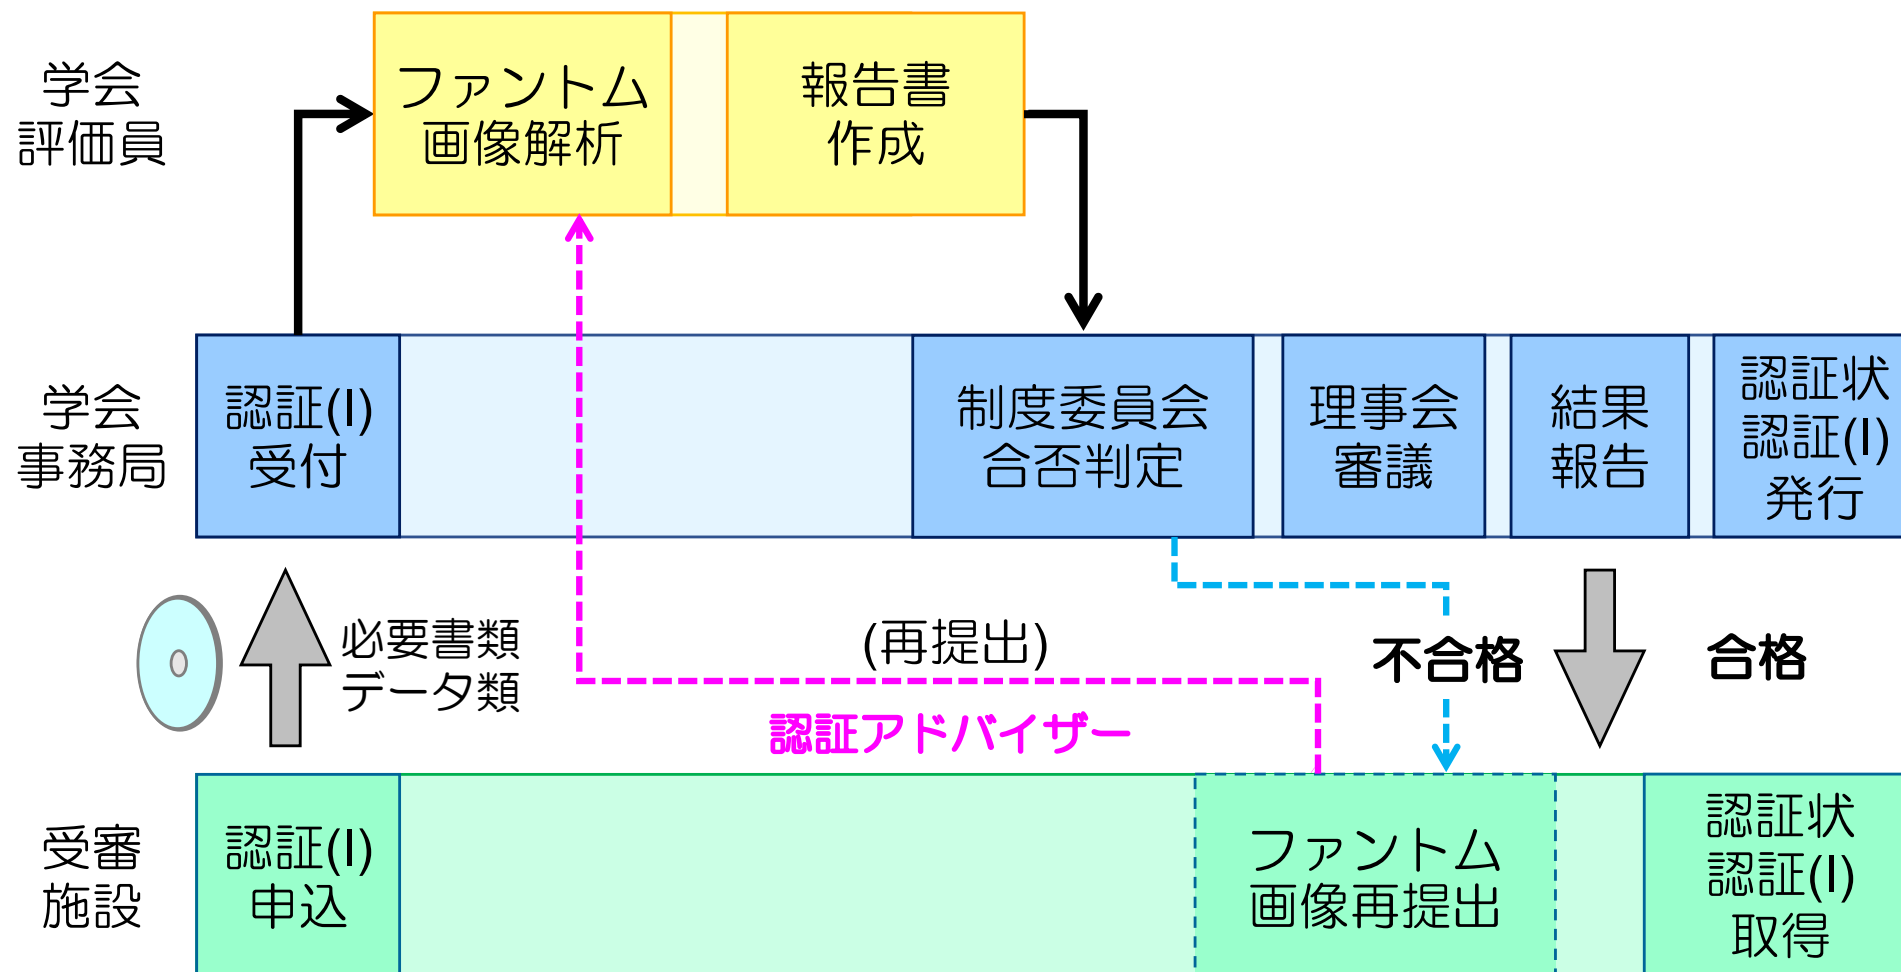 学会
評価員
ファントム
画像解析
報告書
作成
学会
事務局
認証(I)
受付
制度委員会
合否判定
理事会
審議
結果
報告
認証状
認証(I)
発行
必要書類
データ類
(再提出)
認証アドバイザー
不合格
合格
受審
施設
認証(I)
申込
ファントム
画像再提出
認証状
認証(I)
取得